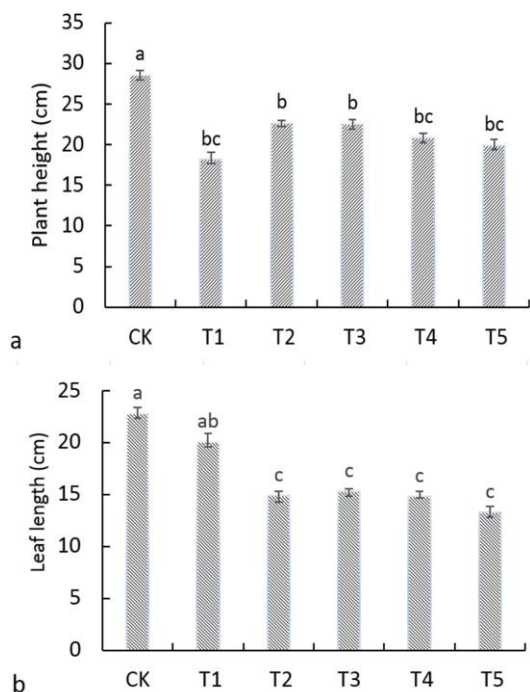 35
30
25
20
15
10
5
0
Plant height (cm)
a
bc
b
b
bc
bc
CK T1 T2 T3 T4 T5
a
25
20
15
10
5
0
Leaf length (cm)
a
ab
c
c
c
c
CK T1 T2 T3 T4 T5
b